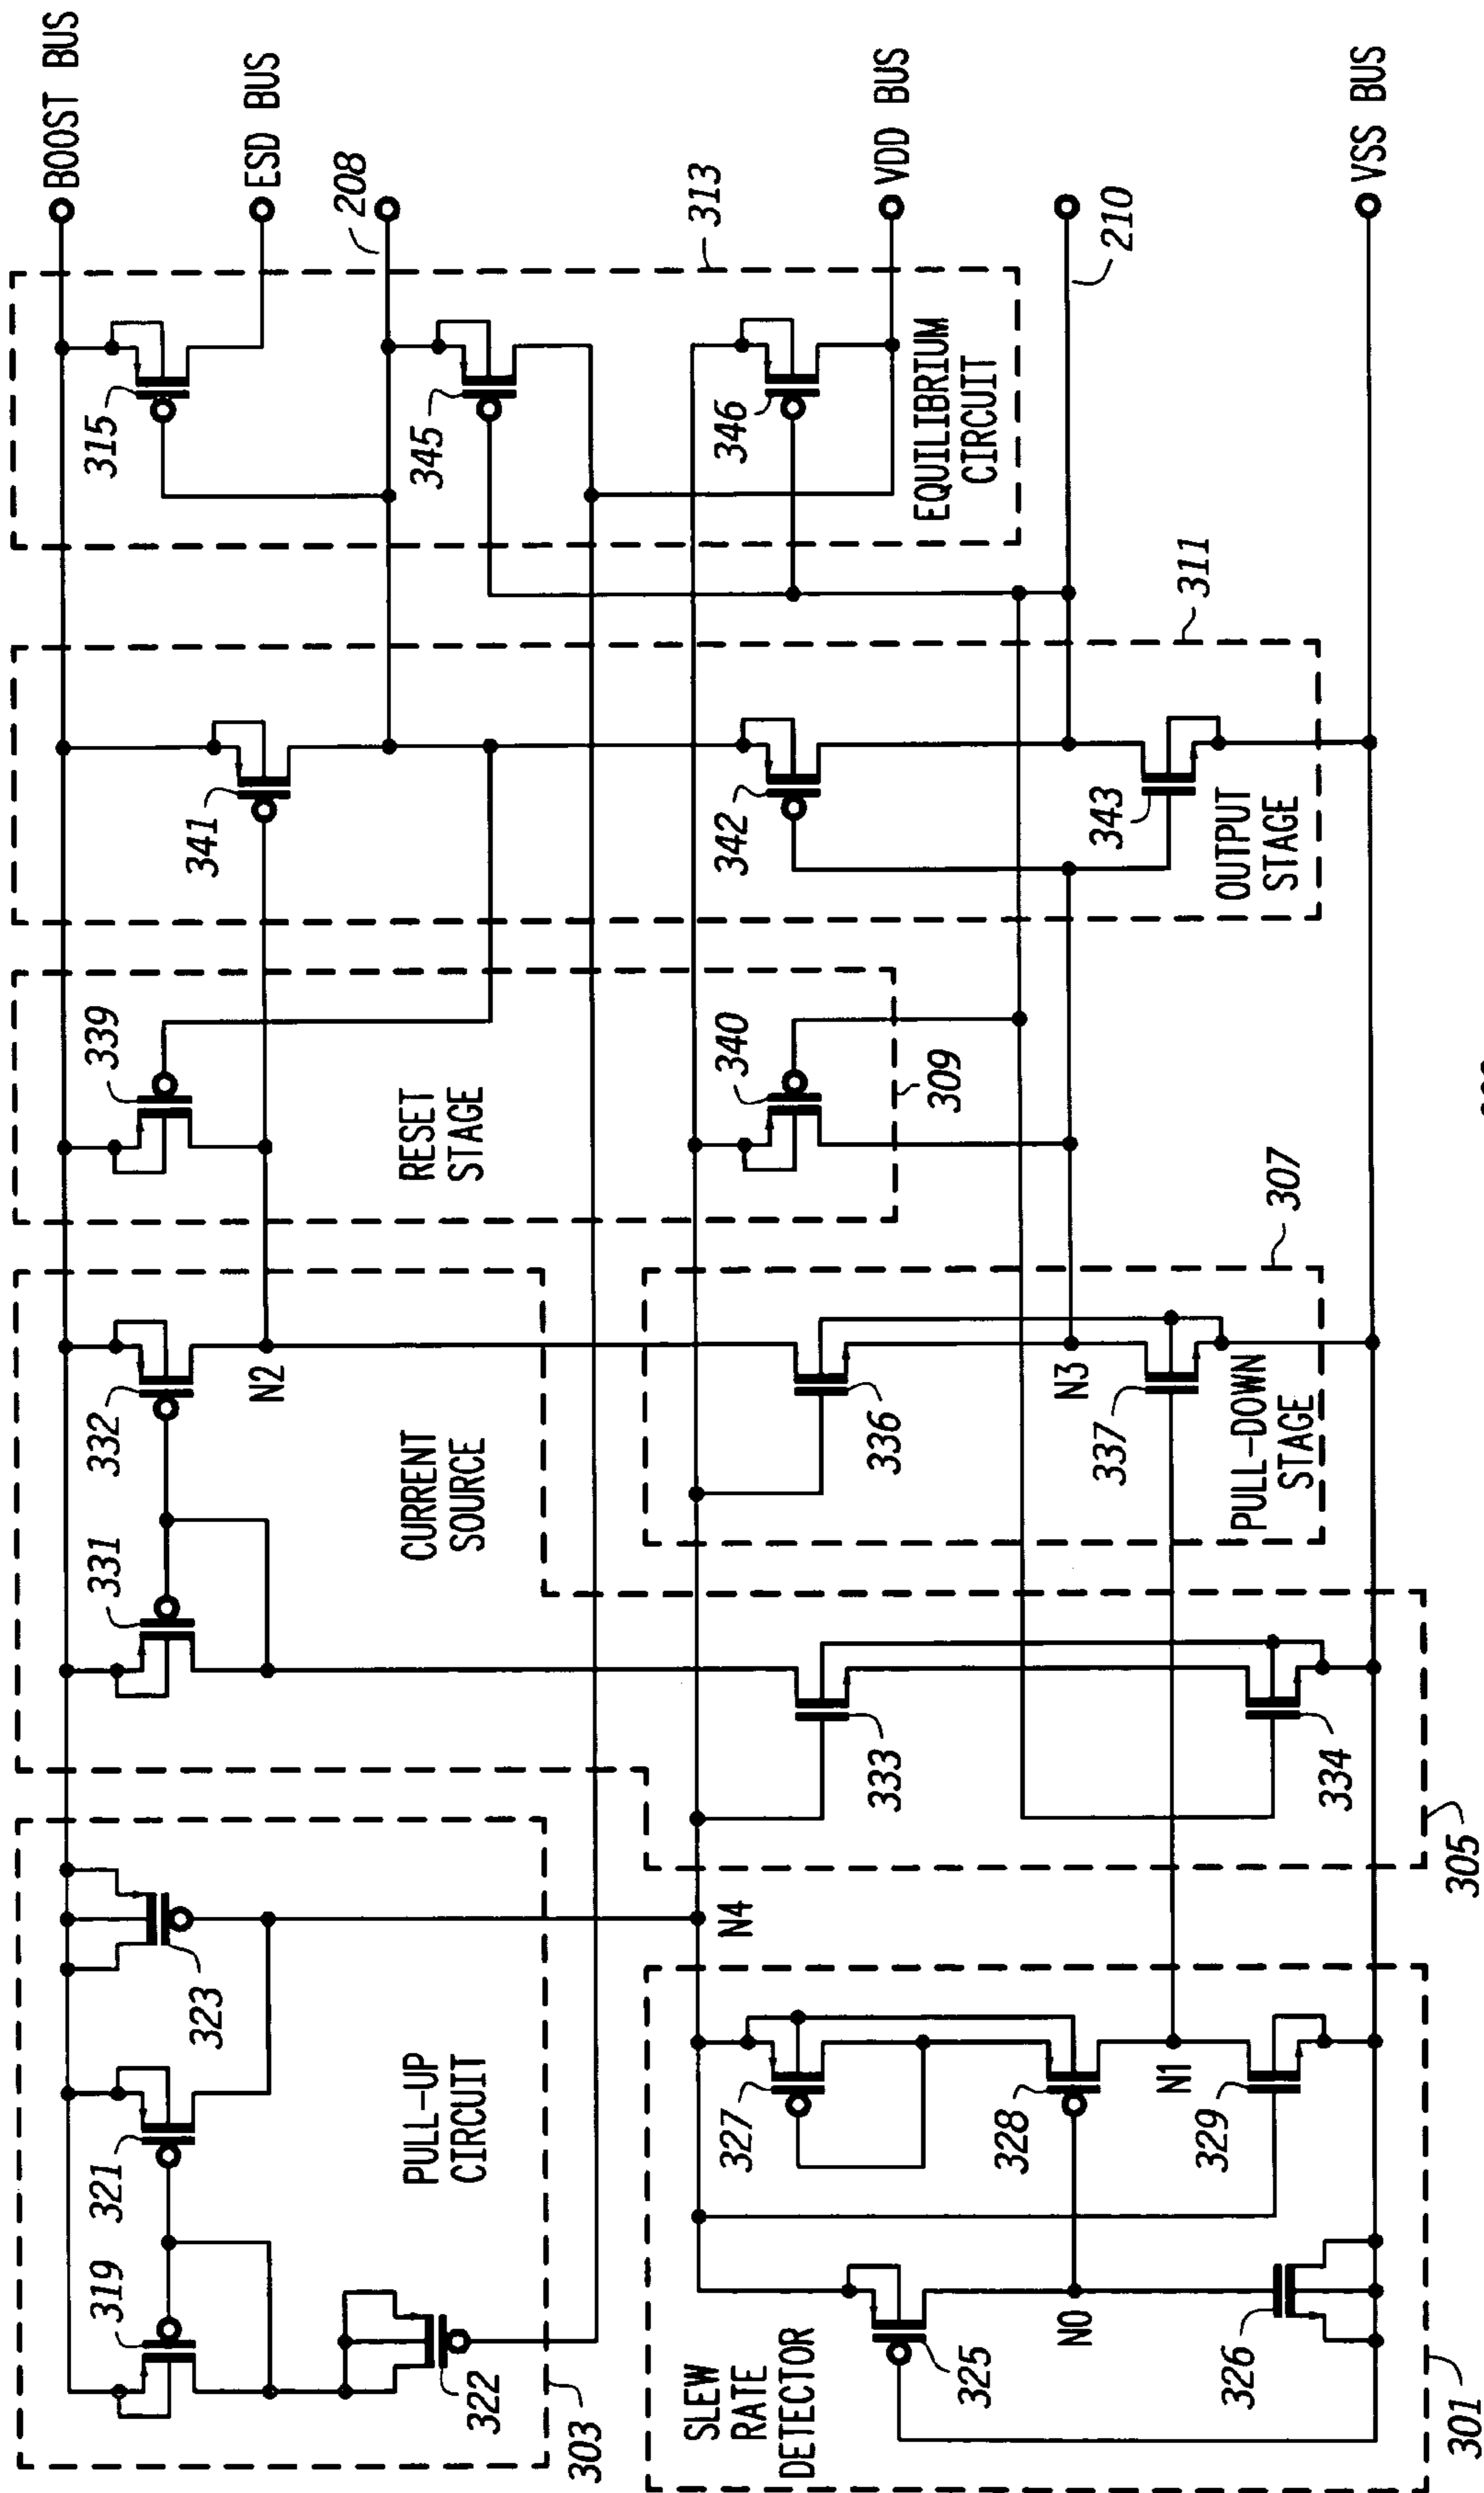 BOOST BUS
ESD BUS
208
313
VDD BUS
210
VSS BUS
315
345
346
EQUILIBRIUM
CIRCUIT
311
341
342
343
OUTPUT
STAGE
339
RESET
STAGE
340
309
307
332
N2
CURRENT
SOURCE
331
336
N3
337
PULL-DOWN
STAGE
333
334
305
N4
323
321
319
PULL-UP
CIRCUIT
322
303
327
328
N1
329
SLEW
RATE
DETECTOR
325
N0
326
301